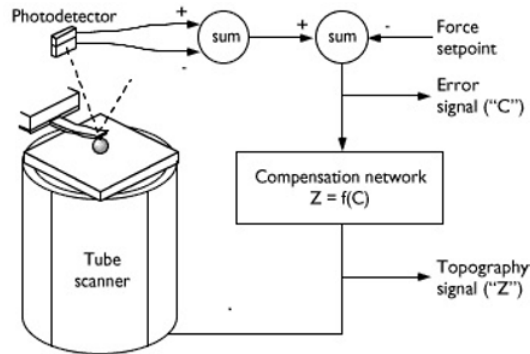 Photodetector
+
-
sum
+
sum
-
Force
setpoint
Error
signal (“C”)
Compensation network
Z = f(C)
Tube
scanner
Topography
signal (“Z”)